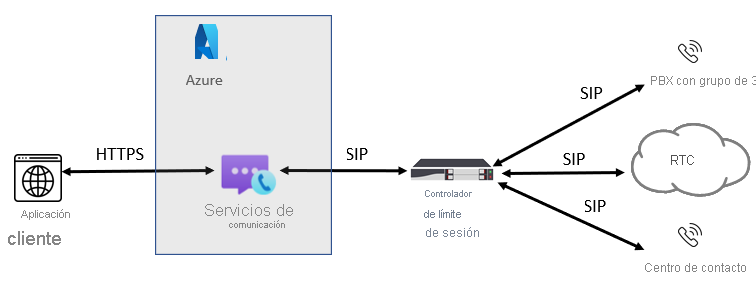 Azure
PBX con grupo de 3
SIP
HTTPS
SIP
SIP
RTC
Aplicación
cliente
Servicios de
comunicación
Controlador
de límite
de sesión
SIP
Centro de contacto